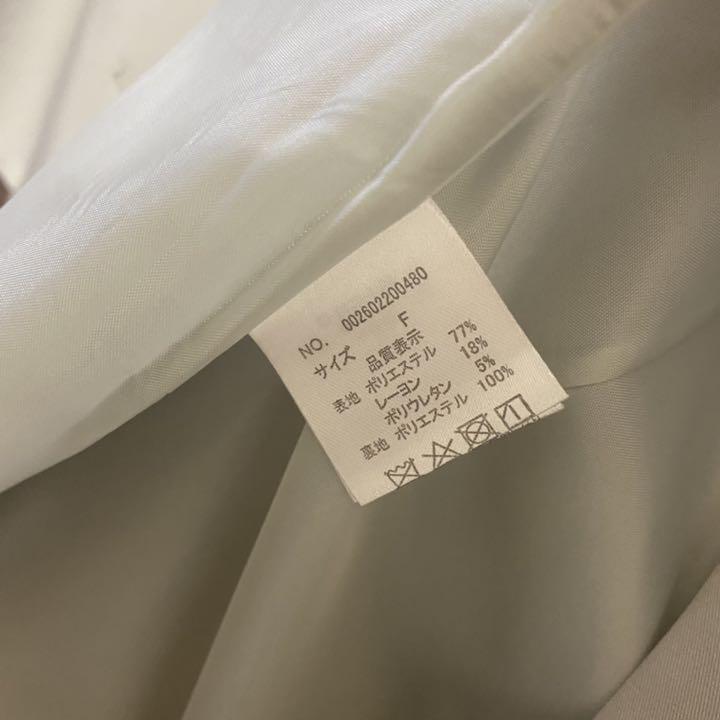 NO. 002602200480
サイズ F
品質表示
表地 ポリエステル 77%
レーヨン 18%
ポリウレタン 5%
裏地 ポリエステル 100%